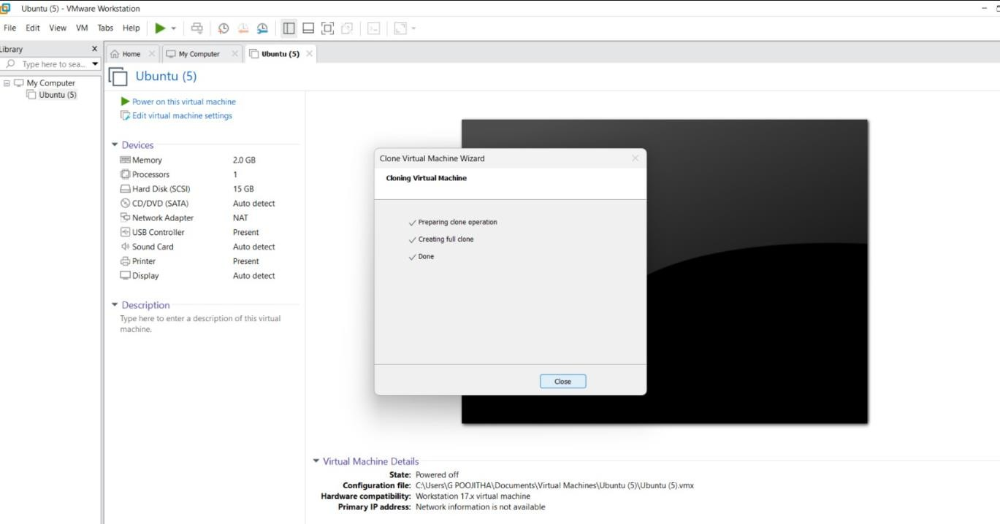 Ubuntu (5) - VMware Workstation
File Edit View VM Tabs Help
Library
Type here to sea...
My Computer
Ubuntu (5)
Home My Computer Ubuntu (5)
Ubuntu (5)
Power on this virtual machine
Edit virtual machine settings
Devices
Memory 2.0 GB
Processors 1
Hard Disk (SCSI) 15 GB
CD/DVD (SATA) Auto detect
Network Adapter NAT
USB Controller Present
Sound Card Auto detect
Printer Present
Display Auto detect
Description
Type here to enter a description of this virtual
machine.
Clone Virtual Machine Wizard
Cloning Virtual Machine
Preparing clone operation
Creating full clone
Done
Close
Virtual Machine Details
State: Powered off
Configuration file: C:\Users\G POOJITHA\Documents\Virtual Machines\Ubuntu (5)\Ubuntu (5).vmx
Hardware compatibility: Workstation 17.x virtual machine
Primary IP address: Network information is not available